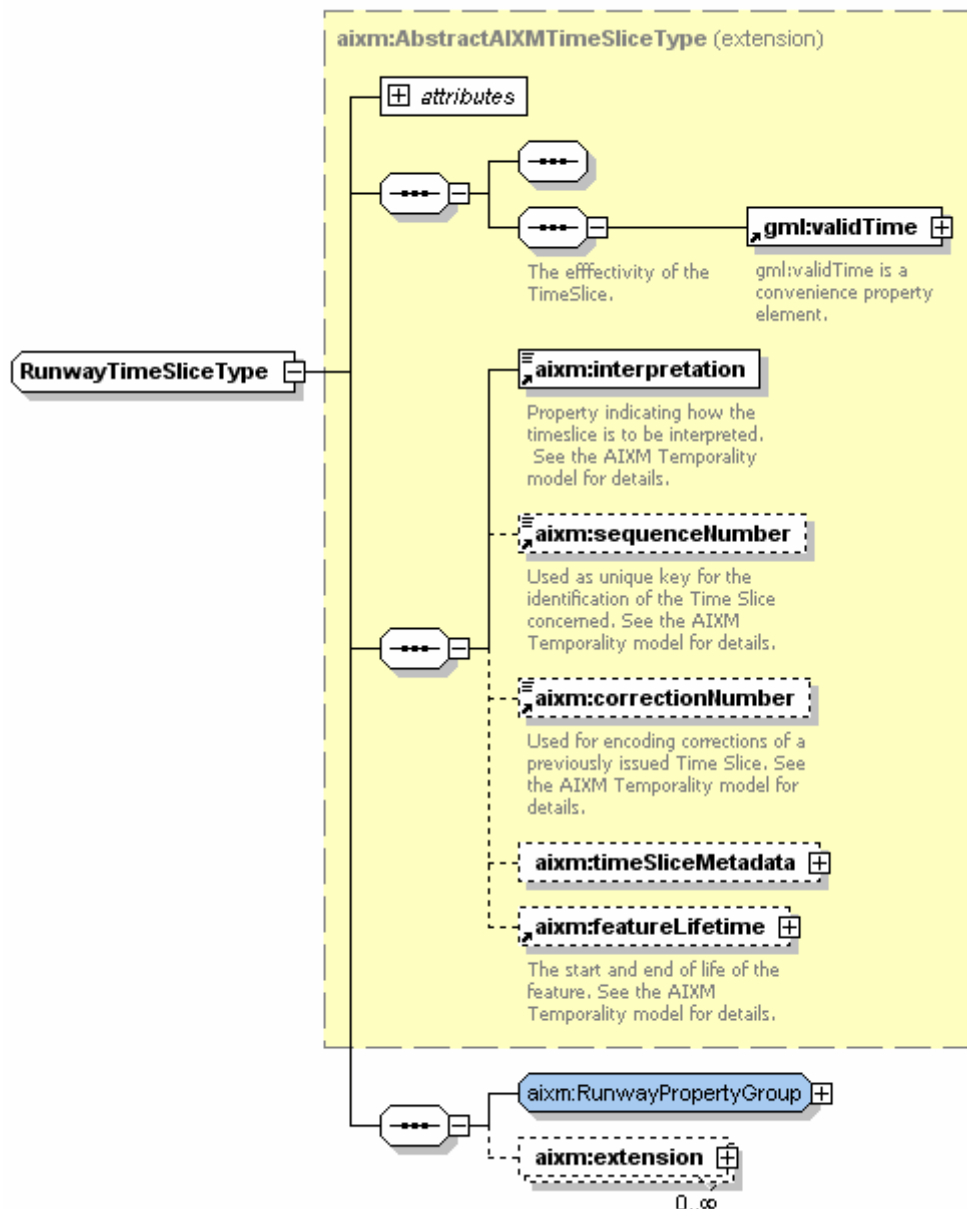 aixm:AbstractAIXMTimeSliceType (extension)
attributes
gml:validTime
The efffectivity of the
TimeSlice.
gml:validTime is a
convenience property
element.
RunwayTimeSliceType
aixm:interpretation
Property indicating how the
timeslice is to be interpreted.
See the AIXM Temporality
model for details.
aixm:sequenceNumber
Used as unique key for the
identification of the Time Slice
concerned. See the AIXM
Temporality model for details.
aixm:correctionNumber
Used for encoding corrections of a
previously issued Time Slice. See
the AIXM Temporality model for
details.
aixm:timeSliceMetadata
aixm:featureLifetime
The start and end of life of the
feature. See the AIXM
Temporality model for details.
aixm:RunwayPropertyGroup
aixm:extension
0..∞